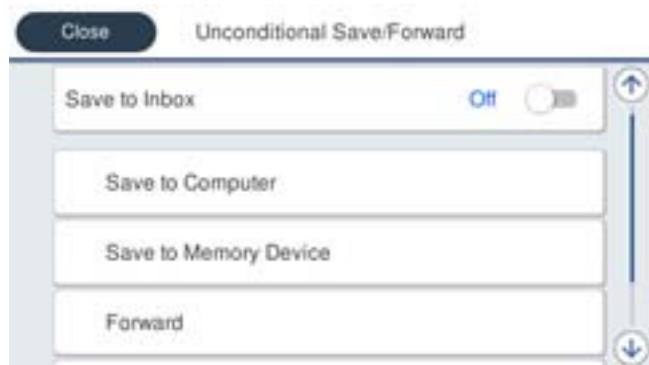 Close
Unconditional Save/Forward
Save to Inbox
Off
Save to Computer
Save to Memory Device
Forward